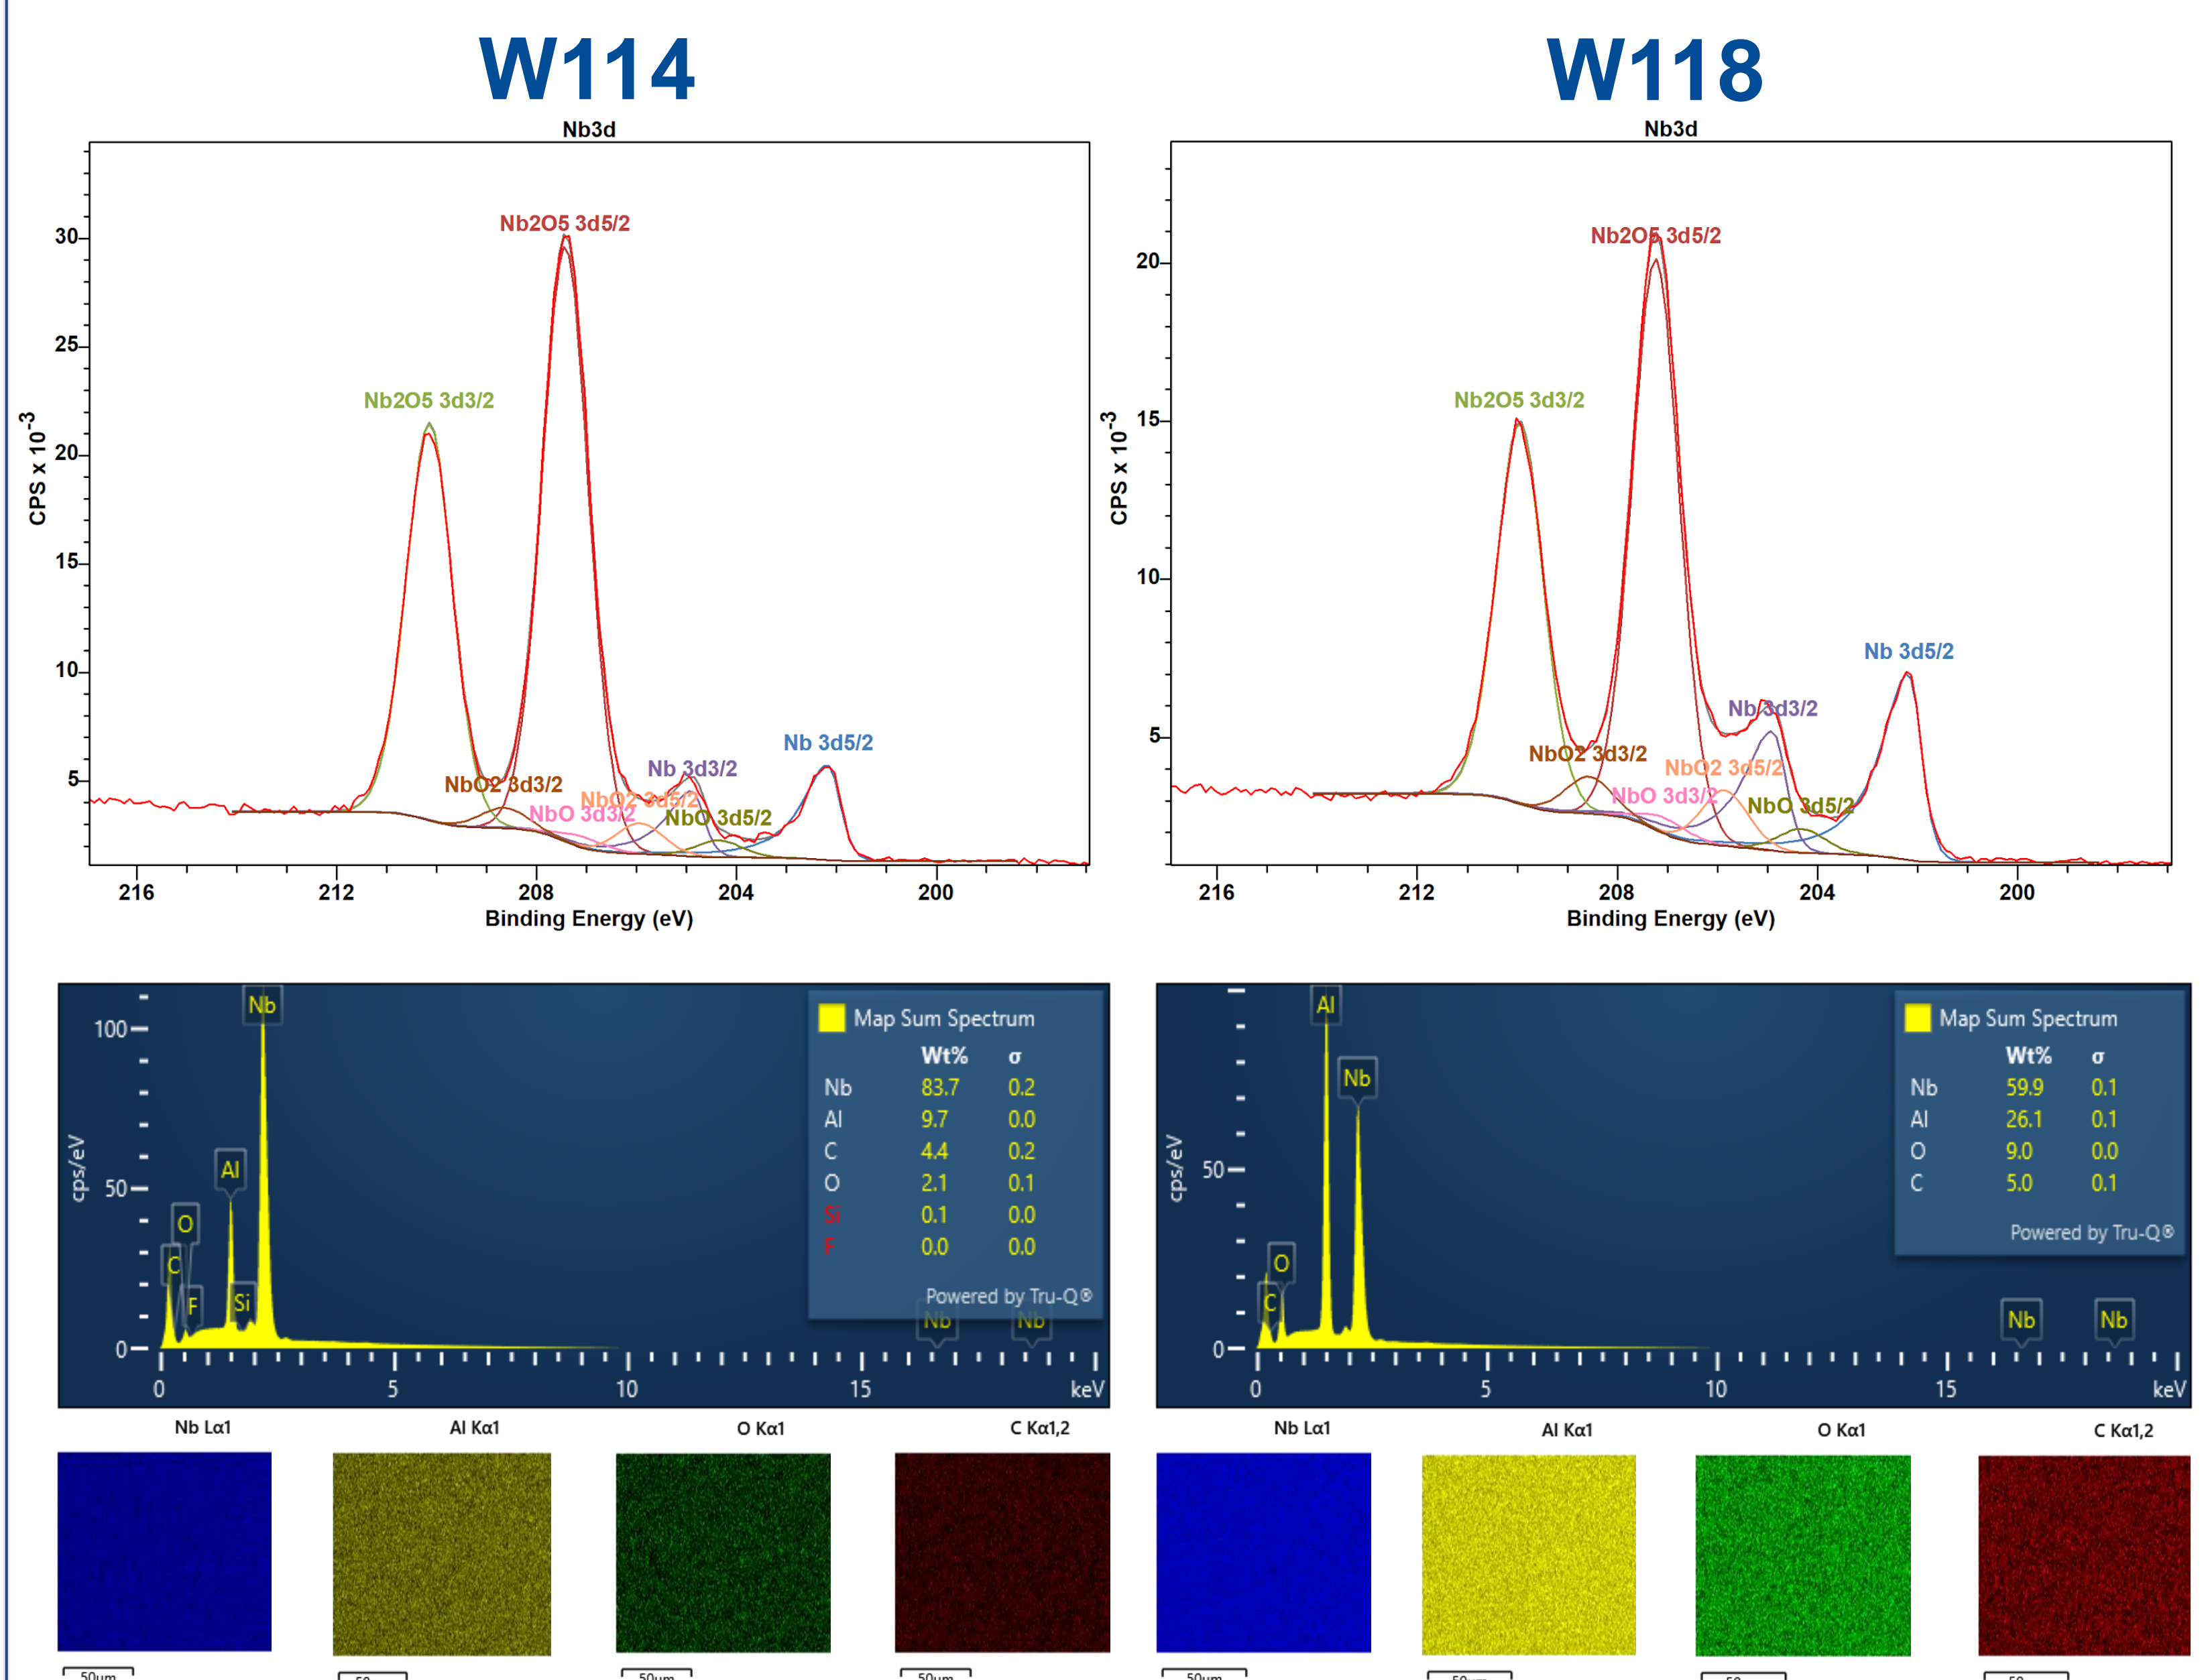 W114
W118
Nb3d
CPS x 10-3
30
25
20
15
10
5
Nb2O5 3d5/2
Nb2O5 3d3/2
Nb 3d5/2
Nb 3d3/2
NbO2 3d3/2
NbO2 3d5/2
NbO 3d3/2
NbO 3d5/2
216 212 208 204 200
Binding Energy (eV)
Nb3d
CPS x 10-3
20
15
10
5
Nb2O5 3d5/2
Nb2O5 3d3/2
Nb 3d5/2
Nb 3d3/2
NbO2 3d3/2
NbO2 3d5/2
NbO 3d3/2
NbO 3d5/2
216 212 208 204 200
Binding Energy (eV)
cps/eV
100
50
0
Nb
Al
O
C
F
Si
Nb Nb
Map Sum Spectrum
Wt% σ
Nb 83.7 0.2
Al 9.7 0.0
C 4.4 0.2
O 2.1 0.1
Si 0.1 0.0
F 0.0 0.0
Powered by Tru-Q®
0 5 10 15 keV
cps/eV
50
0
Al
Nb
O
C
Nb Nb
Map Sum Spectrum
Wt% σ
Nb 59.9 0.1
Al 26.1 0.1
O 9.0 0.0
C 5.0 0.1
Powered by Tru-Q®
0 5 10 15 keV
Nb Lα1 Al Kα1 O Kα1 C Kα1,2
50µm 50µm 50µm
Nb Lα1 Al Kα1 O Kα1 C Kα1,2
50µm 50µm 50µm